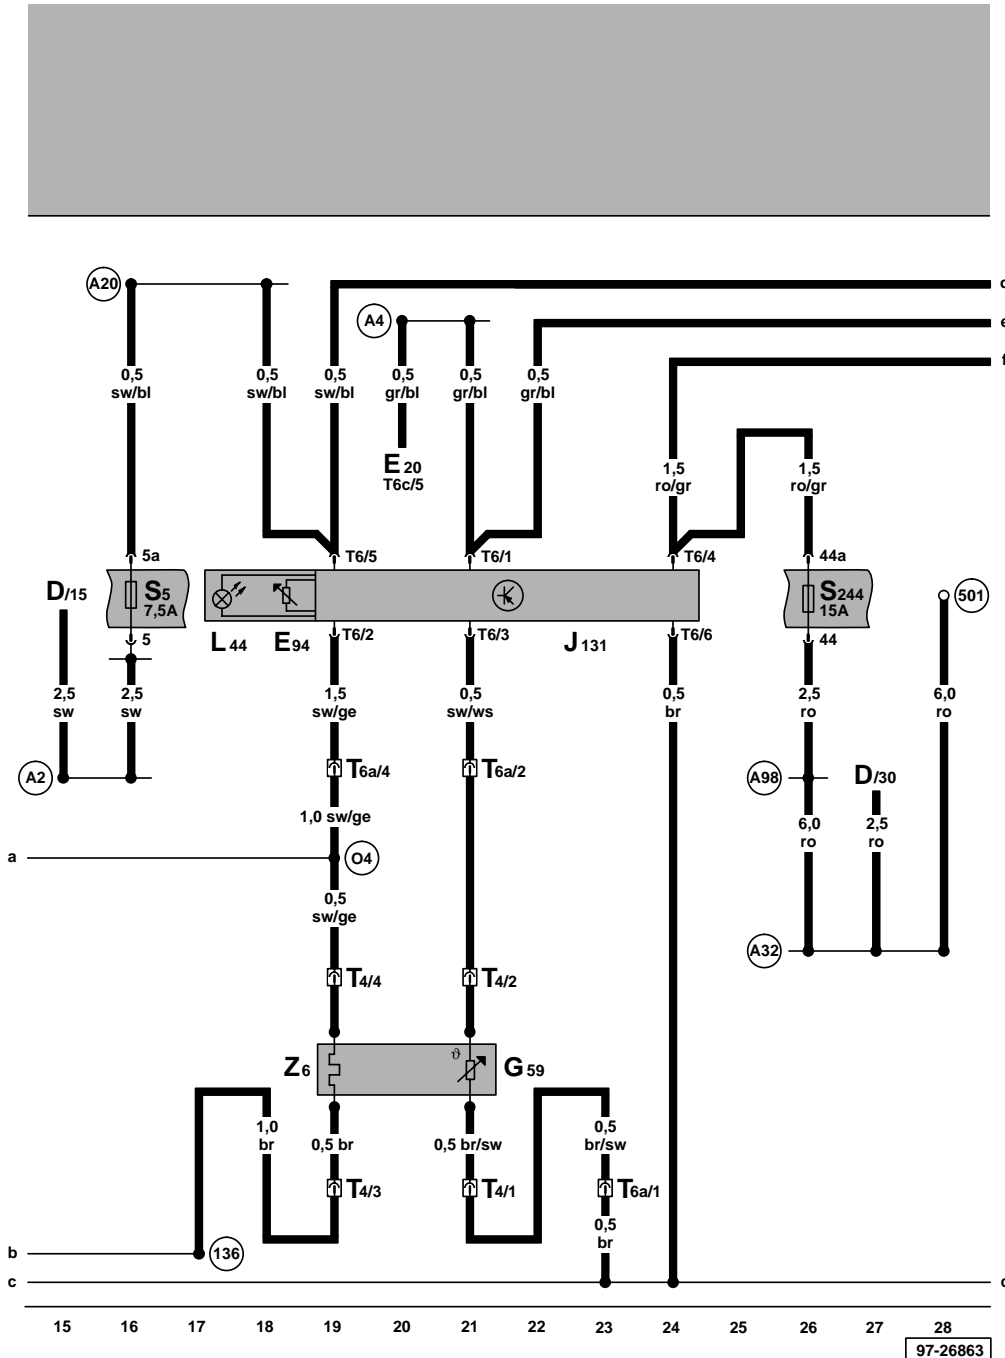 A20
d
A4
e
f
0,5 sw/bl
0,5 sw/bl
0,5 sw/bl
0,5 gr/bl
0,5 gr/bl
0,5 gr/bl
E 20
T6c/5
1,5 ro/gr
1,5 ro/gr
5a
T6/5
T6/1
T6/4
44a
D/15
S5
7,5A
S244
15A
501
5
T6/2
T6/3
T6/6
44
L 44
E94
J 131
2,5 sw
2,5 sw
1,5 sw/ge
0,5 sw/ws
0,5 br
2,5 ro
6,0 ro
A2
T6a/4
T6a/2
A98
D/30
1,0 sw/ge
6,0 ro
2,5 ro
a
O4
0,5 sw/ge
A32
T4/4
T4/2
Z 6
ϑ
G 59
1,0 br
0,5 br
0,5 br/sw
0,5 br/sw
T4/3
T4/1
T6a/1
0,5 br
b
136
c
15 16 17 18 19 20 21 22 23 24 25 26 27 28
97-26863